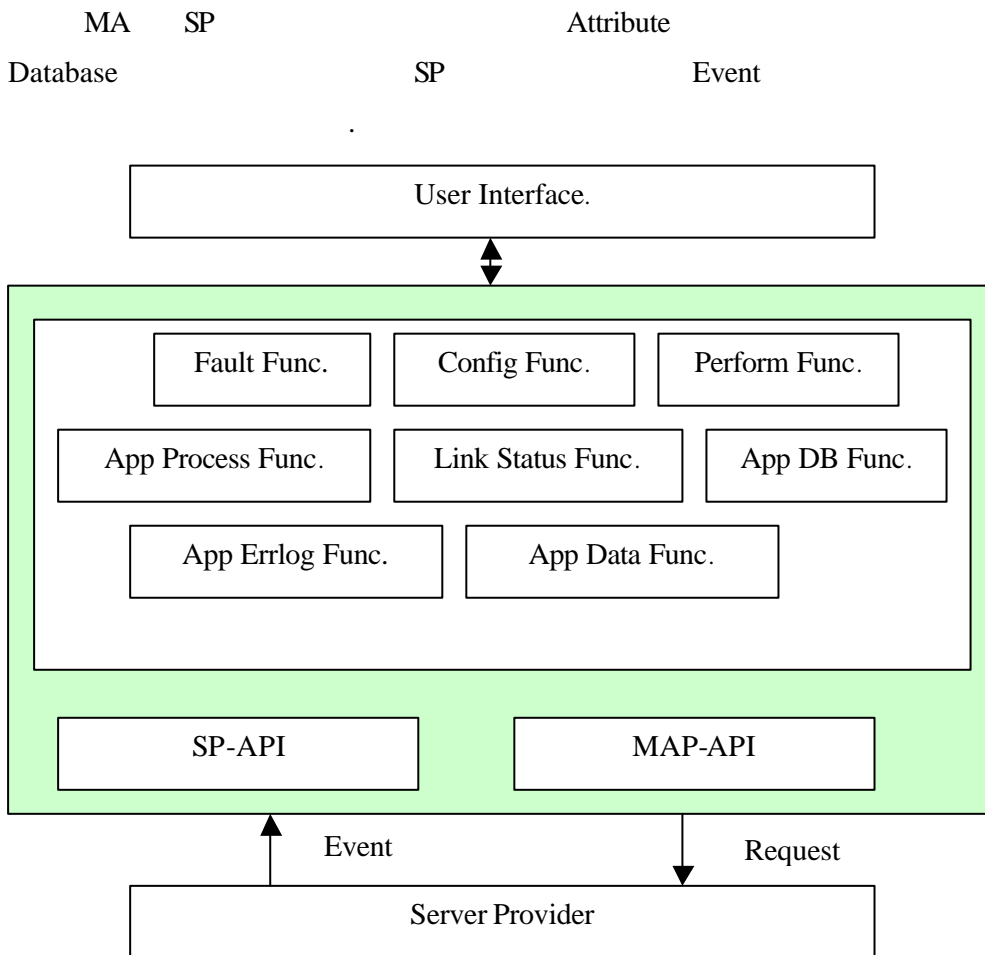 MA SP Attribute
Database SP Event
.
User Interface.
Fault Func. Config Func. Perform Func.
App Process Func. Link Status Func. App DB Func.
App Errlog Func. App Data Func.
SP-API MAP-API
Event Request
Server Provider